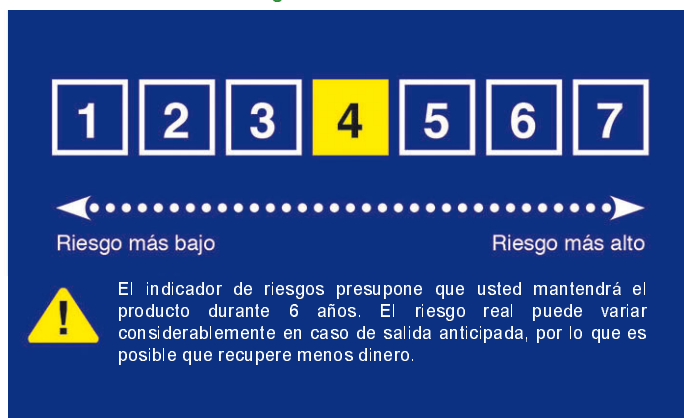 1 2 3 4 5 6 7
Riesgo más bajo Riesgo más alto
!
El indicador de riesgos presupone que usted mantendrá el
producto durante 6 años. El riesgo real puede variar
considerablemente en caso de salida anticipada, por lo que es
posible que recupere menos dinero.